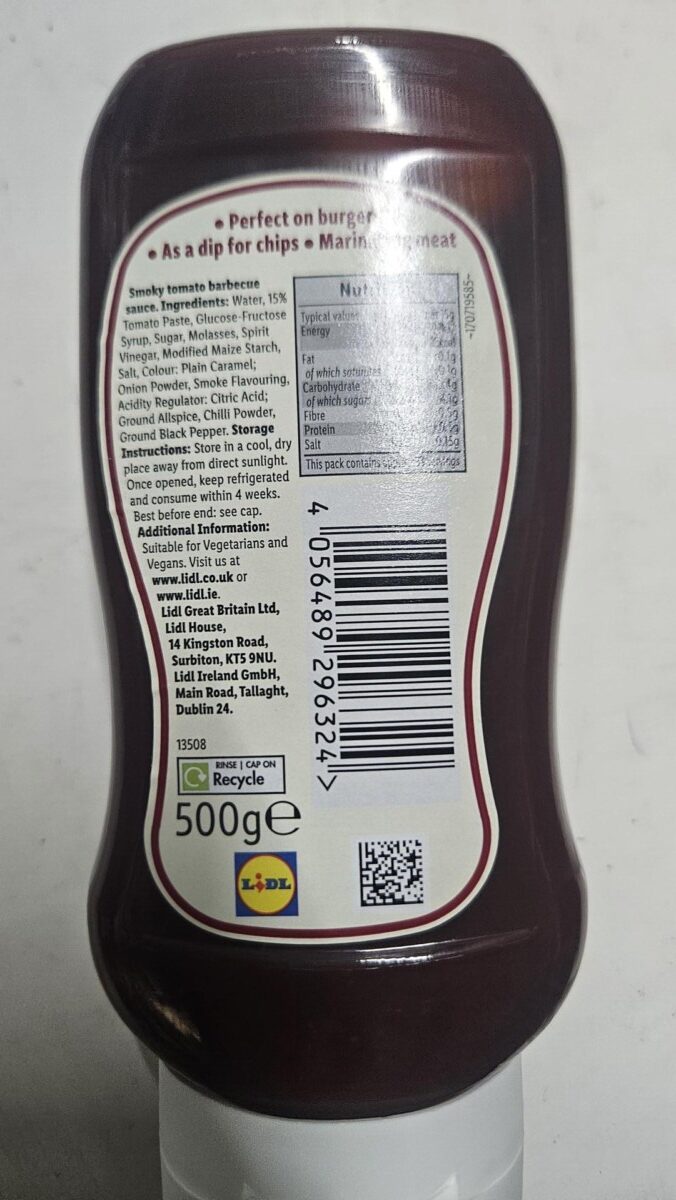 • Perfect on burger
• As a dip for chips • meat
Smoky tomato barbecue
sauce. Ingredients: Water, 15%
Tomato Paste, Glucose-Fructose
Syrup, Sugar, Molasses, Spirit
Vinegar, Modified Maize Starch,
Salt, Colour: Plain Caramel;
Onion Powder, Smoke Flavouring,
Acidity Regulator: Citric Acid;
Ground Allspice, Chilli Powder,
Ground Black Pepper. Storage
Instructions: Store in a cool, dry
place away from direct sunlight.
Once opened, keep refrigerated
and consume within 4 weeks.
Best before end: see cap.
Additional Information:
Suitable for Vegetarians and
Vegans. Visit us at
www.lidl.co.uk or
www.lidl.ie.
Lidl Great Britain Ltd,
Lidl House,
14 Kingston Road,
Surbiton, KT5 9NU.
Lidl Ireland GmbH,
Main Road, Tallaght,
Dublin 24.
13508
RINSE | CAP ON
Recycle
500g℮
LiDL
Typical values
Energy
Fat
of which saturates
Carbohydrate
of which sugars
Fibre
Protein
Salt 0.15g
This pack contains
-170719585-
4 056489 296324 >